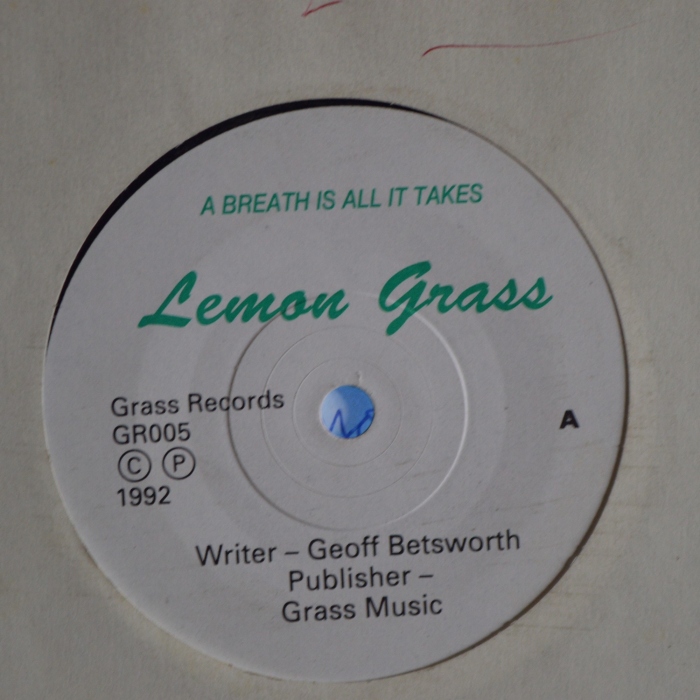 A BREATH IS ALL IT TAKES
Lemon Grass
Grass Records
GR005
Ⓒ Ⓟ
1992
A
Writer – Geoff Betsworth
Publisher –
Grass Music